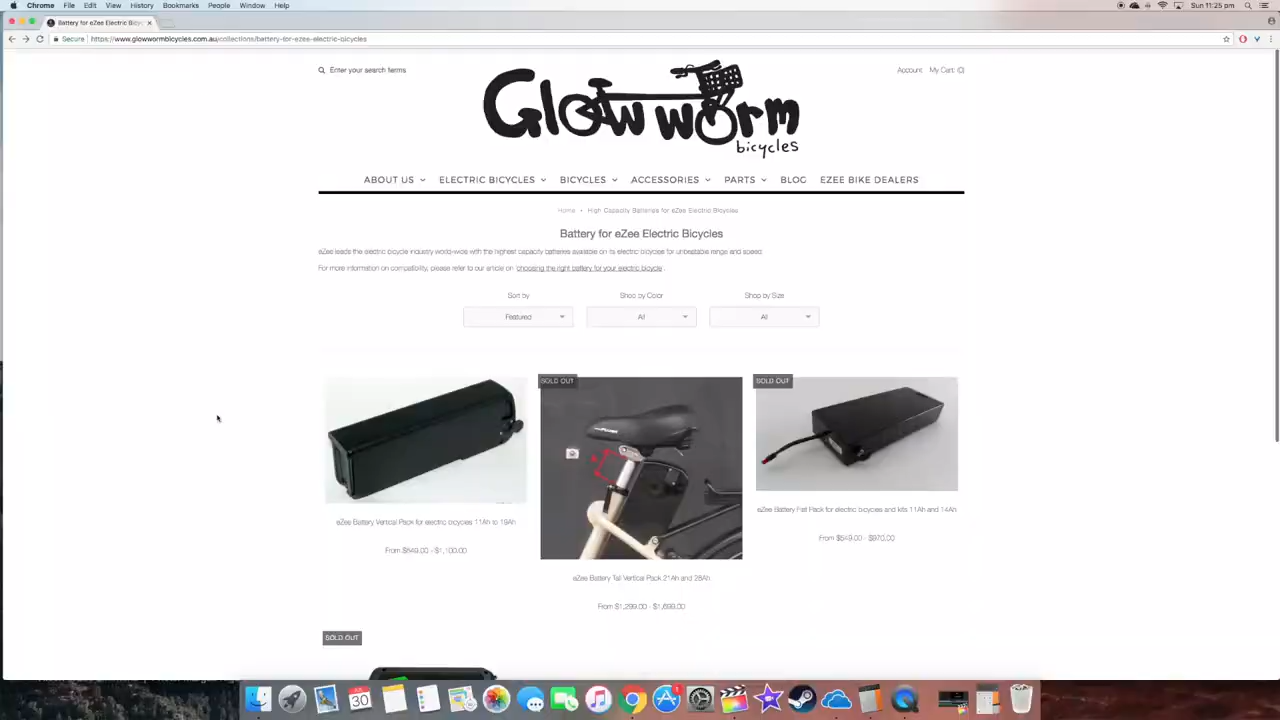 Chrome File Edit View History Bookmarks People Window Help
Sun 11:25 pm
Battery for eZee Electric Bicyc
Secure https://www.glowwormbicycles.com.au/collections/battery-for-ezee-electric-bicycles
Enter your search terms
Account My Cart (0)
Glow worm
bicycles
ABOUT US ELECTRIC BICYCLES BICYCLES ACCESSORIES PARTS BLOG EZEE BIKE DEALERS
Home • High Capacity Batteries for eZee Electric Bicycles
Battery for eZee Electric Bicycles
eZee leads the electric bicycle industry world-wide with the highest capacity batteries available on its electric bicycles for unbeatable range and speed.
For more information on compatibility, please refer to our article on choosing the right battery for your electric bicycle.
Sort by Shop by Color Shop by Size
Featured All All
SOLD OUT SOLD OUT
eZee Battery Flat Pack for electric bicycles and kits 11Ah and 14Ah
eZee Battery Vertical Pack for electric bicycles 11Ah to 19Ah
From $549.00 - $970.00
From $649.00 - $1,100.00
eZee Battery Tall Vertical Pack 21Ah and 28Ah
From $1,299.00 - $1,699.00
SOLD OUT
30
1